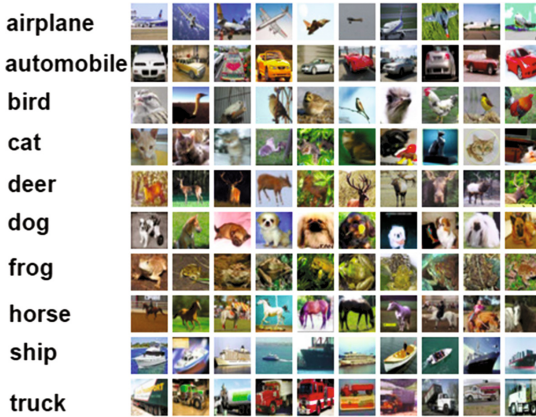 airplane
automobile
bird
cat
deer
dog
frog
horse
ship
truck